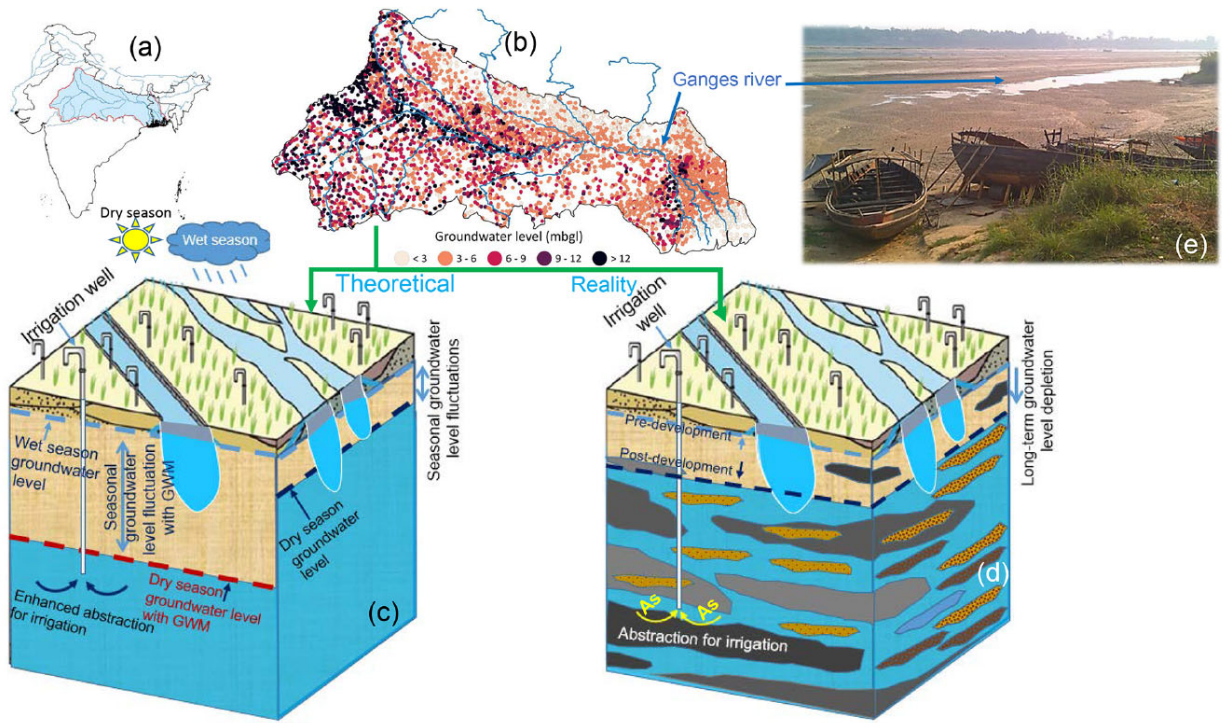 (a)
(b)
Ganges river
(e)
Dry season
Wet season
Groundwater level (mbgl)
< 3
3 - 6
6 - 9
9 - 12
>12
Theoretical
Reality
Irrigation well
Seasonal groundwater
level fluctuations
Wet season
groundwater
level
Seasonal
groundwater
level fluctuation
with GWM
Dry season
groundwater
level
Dry season
groundwater level
with GWM
Enhanced abstraction
for irrigation
(c)
Irrigation
well
Long-term groundwater
level depletion
Pre-development
Post-development
(d)
As
As
Abstraction for irrigation